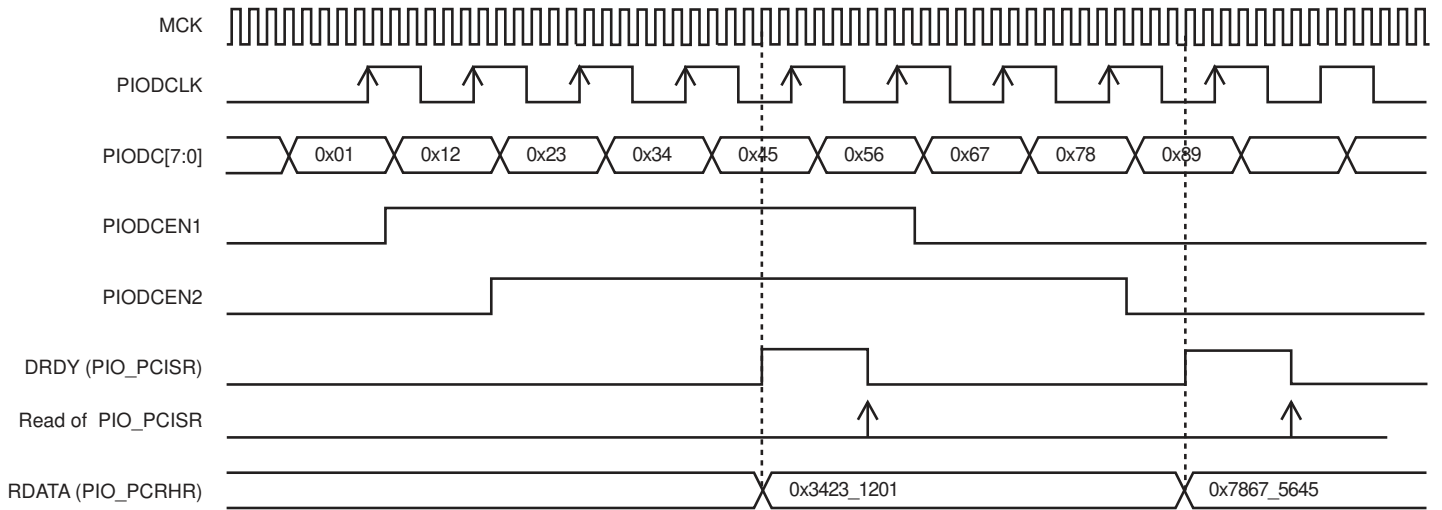 MCK
PIODCLK
PIODC[7:0] 0x01 0x12 0x23 0x34 0x45 0x56 0x67 0x78 0x89
PIODCEN1
PIODCEN2
DRDY (PIO_PCISR)
Read of PIO_PCISR
RDATA (PIO_PCRHR) 0x3423_1201 0x7867_5645